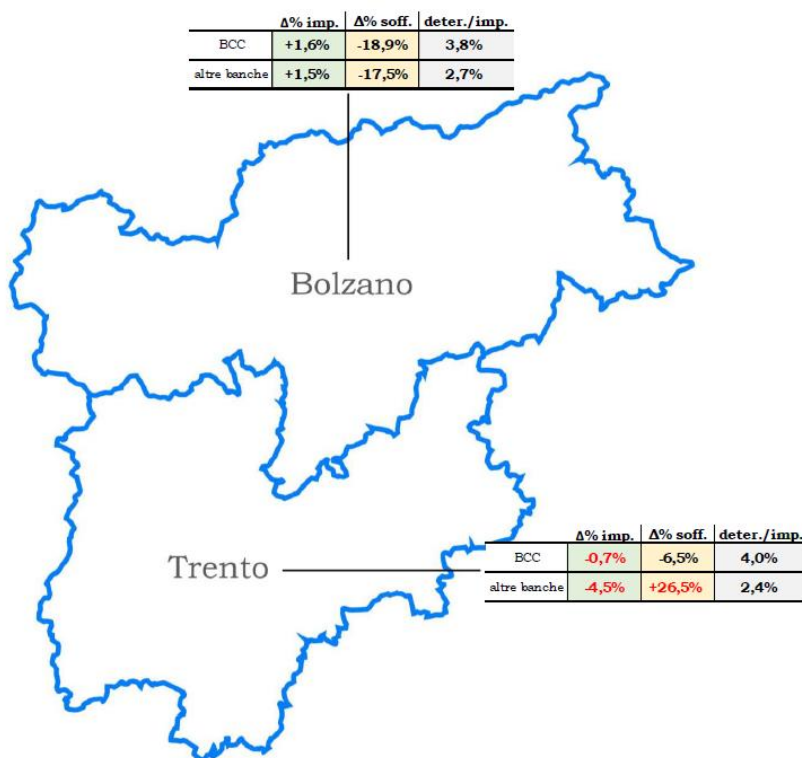 Δ% imp. Δ% soff. deter./imp.
BCC +1,6% -18,9% 3,8%
altre banche +1,5% -17,5% 2,7%
Bolzano
Δ% imp. Δ% soff. deter./imp.
BCC -0,7% -6,5% 4,0%
altre banche -4,5% +26,5% 2,4%
Trento